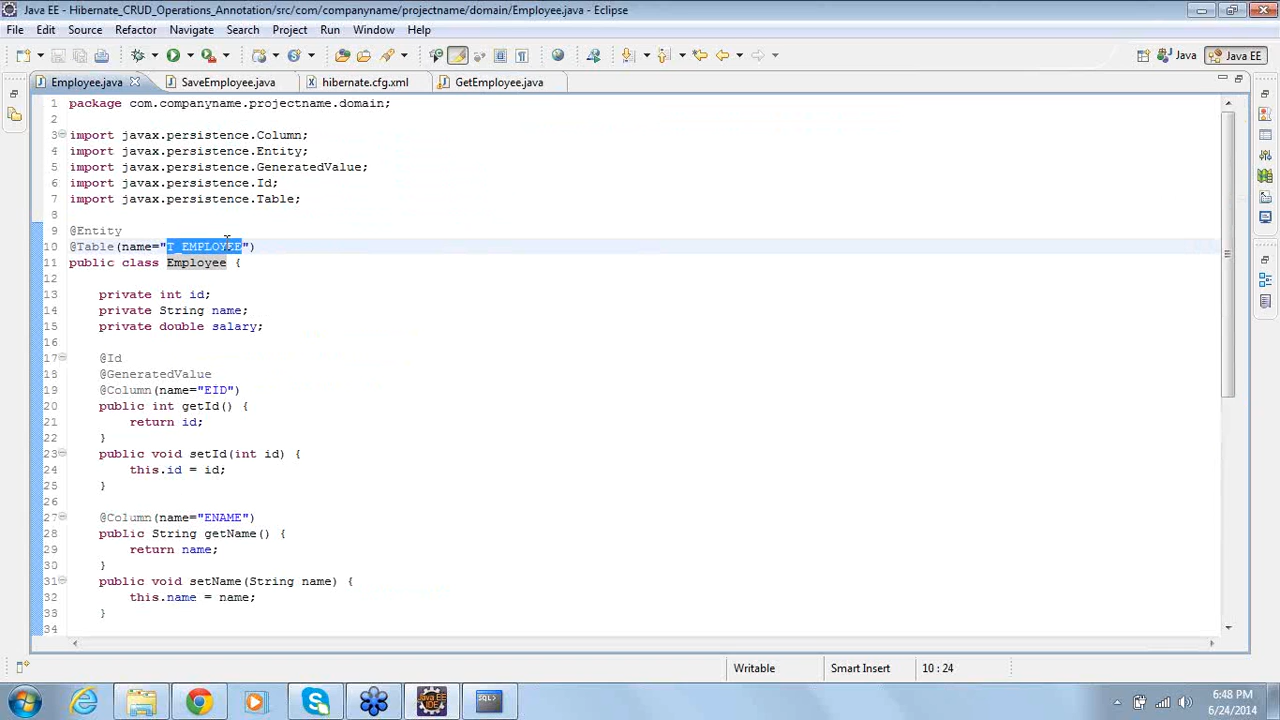 Java EE - Hibernate_CRUD_Operations_Annotation/src/com/companyname/projectname/domain/Employee.java - Eclipse
File Edit Source Refactor Navigate Search Project Run Window Help
Java Java EE
Employee.java SaveEmployee.java hibernate.cfg.xml GetEmployee.java
1 package com.companyname.projectname.domain;
2
3 import javax.persistence.Column;
4 import javax.persistence.Entity;
5 import javax.persistence.GeneratedValue;
6 import javax.persistence.Id;
7 import javax.persistence.Table;
8
9 @Entity
10 @Table(name="T_EMPLOYEE")
11 public class Employee {
12
13 private int id;
14 private String name;
15 private double salary;
16
17 @Id
18 @GeneratedValue
19 @Column(name="EID")
20 public int getId() {
21 return id;
22 }
23 public void setId(int id) {
24 this.id = id;
25 }
26
27 @Column(name="ENAME")
28 public String getName() {
29 return name;
30 }
31 public void setName(String name) {
32 this.name = name;
33 }
34
Writable Smart Insert 10 : 24
Java EE
IDE
SQL>
6:48 PM
6/24/2014